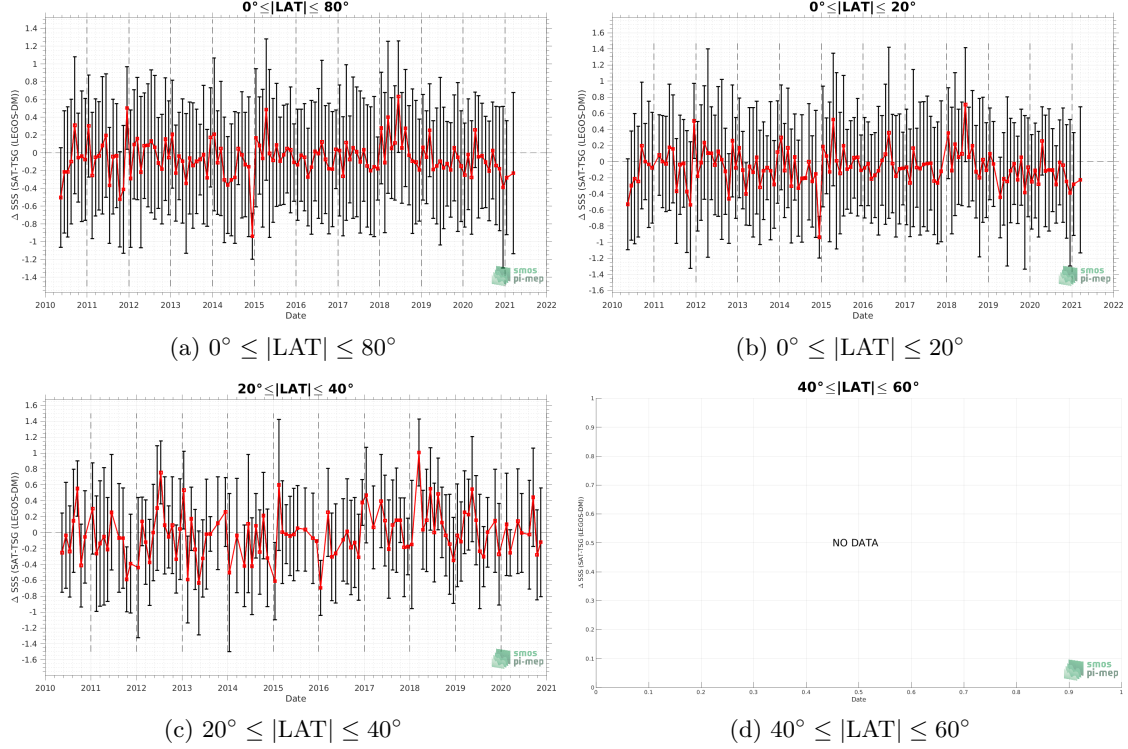 0°≤|LAT|≤ 80°
Δ SSS (SAT-TSG (LEGOS-DM))
1.4
1.2
1
0.8
0.6
0.4
0.2
0
-0.2
-0.4
-0.6
-0.8
-1
-1.2
-1.4
2010 2011 2012 2013 2014 2015 2016 2017 2018 2019 2020 2021 2022
Date
smos
pi-mep
(a) 0° ≤ |LAT| ≤ 80°
0°≤|LAT|≤ 20°
Δ SSS (SAT-TSG (LEGOS-DM))
1.6
1.4
1.2
1
0.8
0.6
0.4
0.2
0
-0.2
-0.4
-0.6
-0.8
-1
-1.2
-1.4
-1.6
2010 2011 2012 2013 2014 2015 2016 2017 2018 2019 2020 2021 2022
Date
smos
pi-mep
(b) 0° ≤ |LAT| ≤ 20°
20°≤|LAT|≤ 40°
Δ SSS (SAT-TSG (LEGOS-DM))
1.6
1.4
1.2
1
0.8
0.6
0.4
0.2
0
-0.2
-0.4
-0.6
-0.8
-1
-1.2
-1.4
-1.6
2010 2011 2012 2013 2014 2015 2016 2017 2018 2019 2020 2021
Date
smos
pi-mep
(c) 20° ≤ |LAT| ≤ 40°
40°≤|LAT|≤ 60°
Δ SSS (SAT-TSG (LEGOS-DM))
1
0.9
0.8
0.7
0.6
0.5
0.4
0.3
0.2
0.1
0
NO DATA
0 0.1 0.2 0.3 0.4 0.5 0.6 0.7 0.8 0.9 1
Date
smos
pi-mep
(d) 40° ≤ |LAT| ≤ 60°